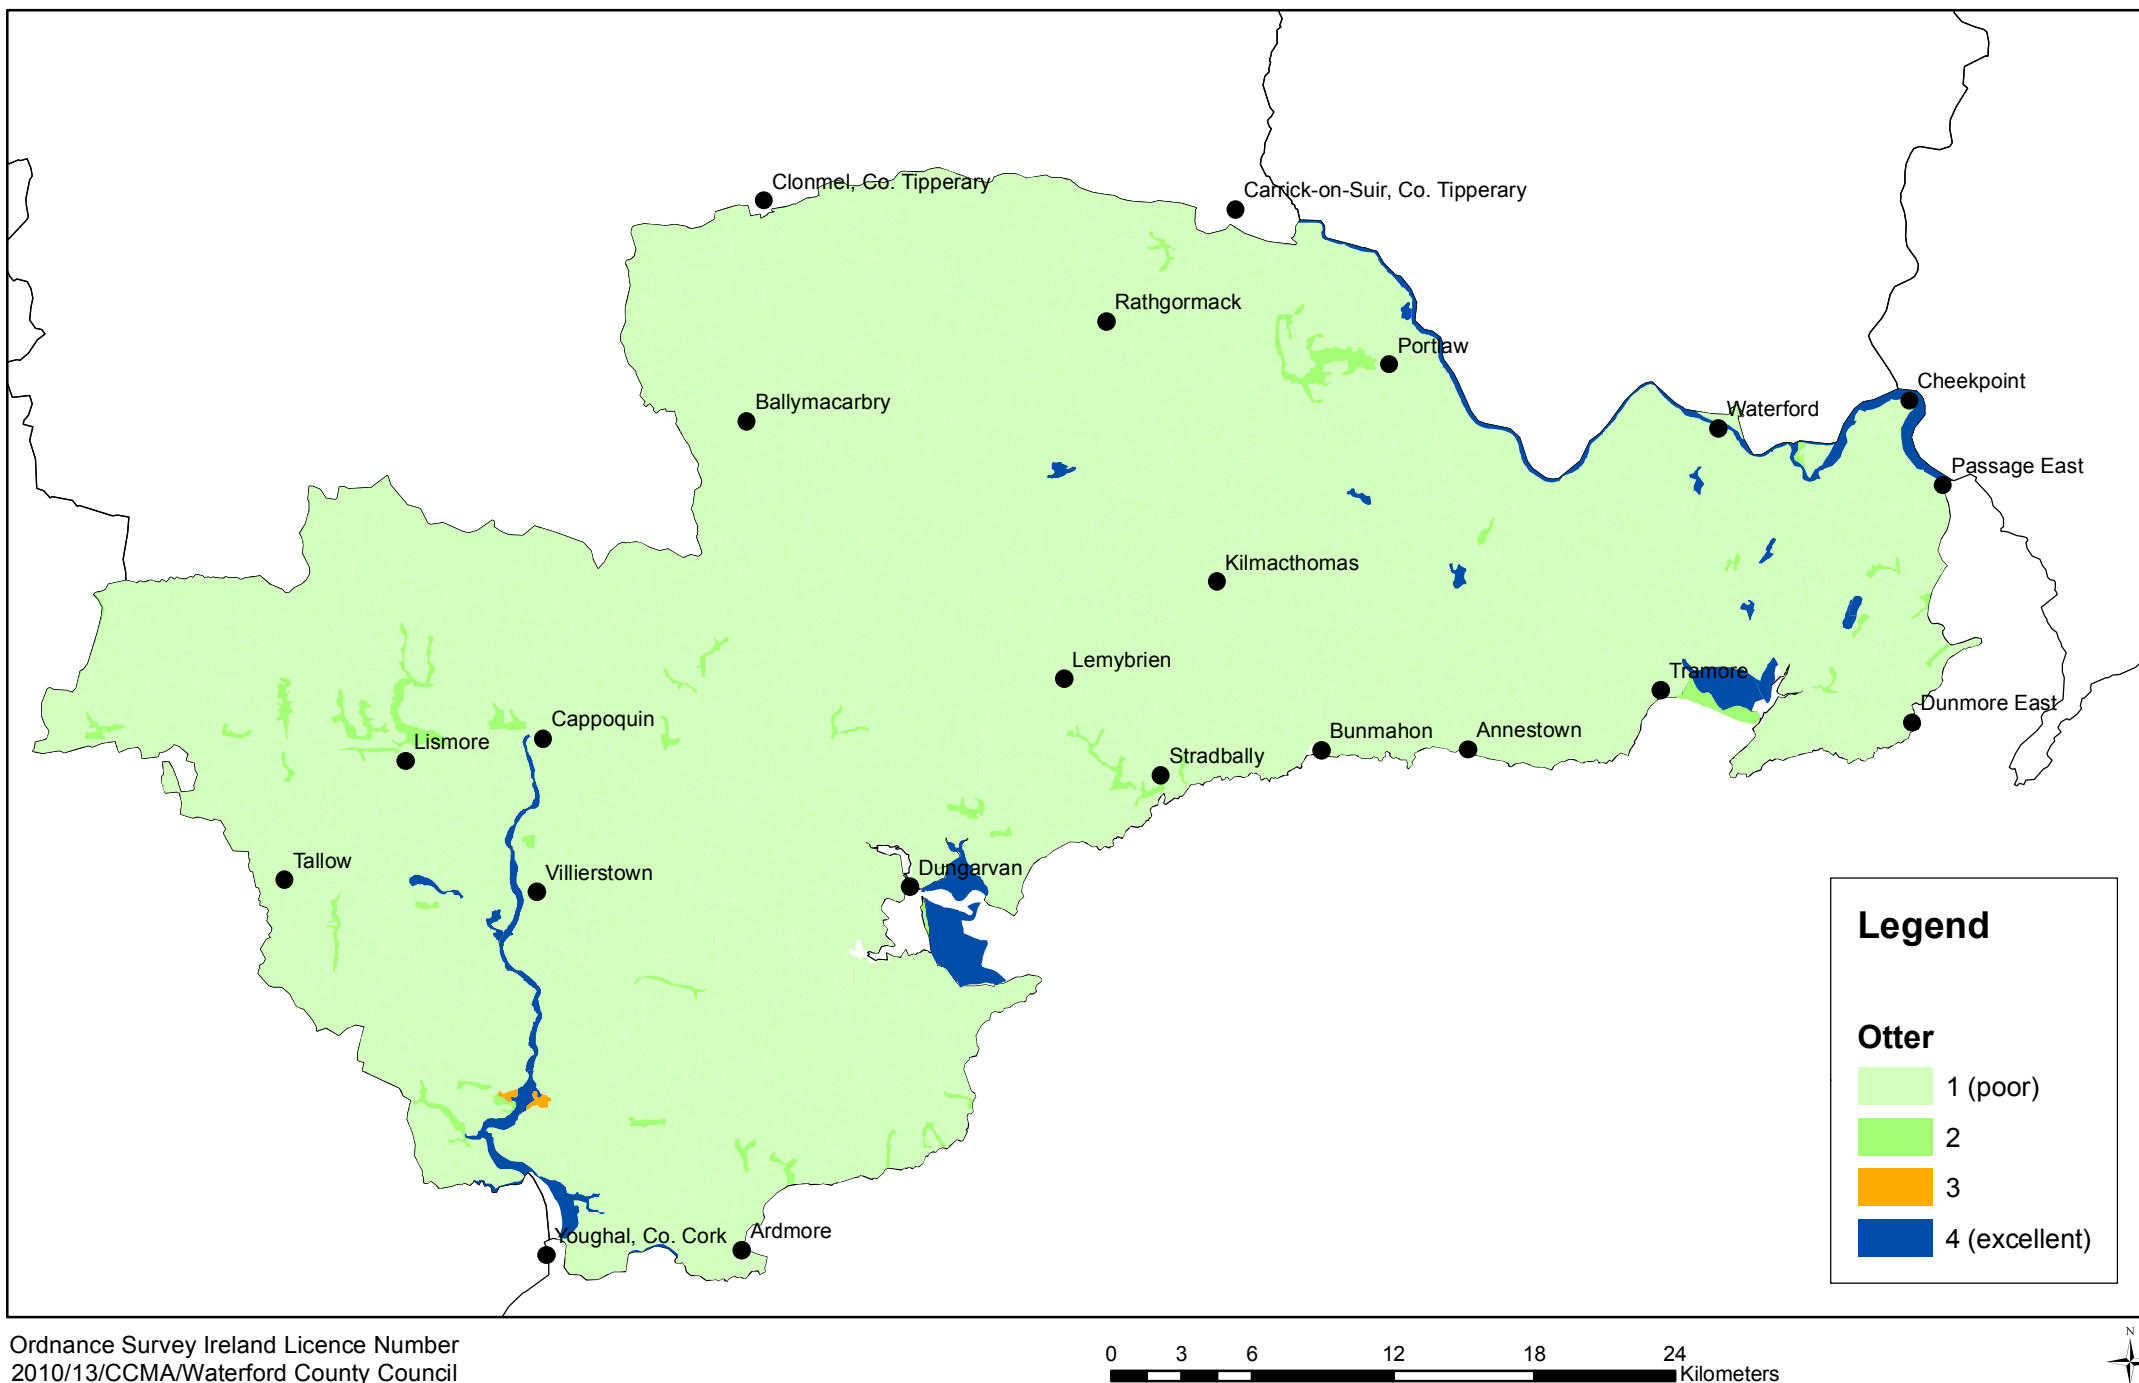 Clonmel, Co. Tipperary
Carrick-on-Suir, Co. Tipperary
Rathgormack
Portlaw
Cheekpoint
Ballymacarbry
Waterford
Passage East
Kilmacthomas
Lemybrien
Tramore
Dunmore East
Cappoquin
Lismore
Bunmahon
Annestown
Stradbally
Tallow
Villierstown
Dungarvan
Youghal, Co. Cork
Ardmore
Legend
Otter
1 (poor)
2
3
4 (excellent)
Ordnance Survey Ireland Licence Number
2010/13/CCMA/Waterford County Council
0 3 6 12 18 24
Kilometers
N